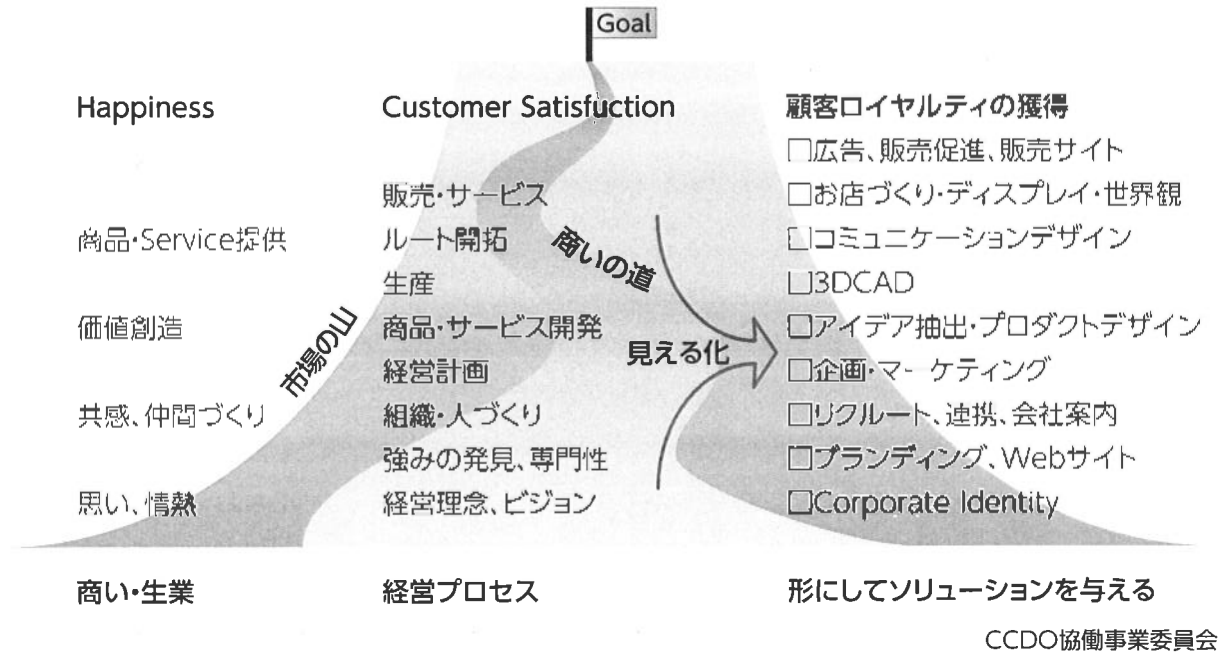 Goal
Happiness
Customer Satisfuction
顧客ロイヤルティの獲得
□広告、販売促進、販売サイト
販売・サービス
□お店づくり・ディスプレイ・世界観
商品・Service提供
ルート開拓
□コミュニケーションデザイン
商いの道
生産
□3DCAD
価値創造
商品・サービス開発
□アイデア抽出・プロダクトデザイン
市場の山
見える化
経営計画
□企画・マーケティング
共感、仲間づくり
組織・人づくり
□リクルート、連携、会社案内
強みの発見、専門性
□ブランディング、Webサイト
思い、情熱
経営理念、ビジョン
□Corporate Identity
商い・生業
経営プロセス
形にしてソリューションを与える
CCDO協働事業委員会